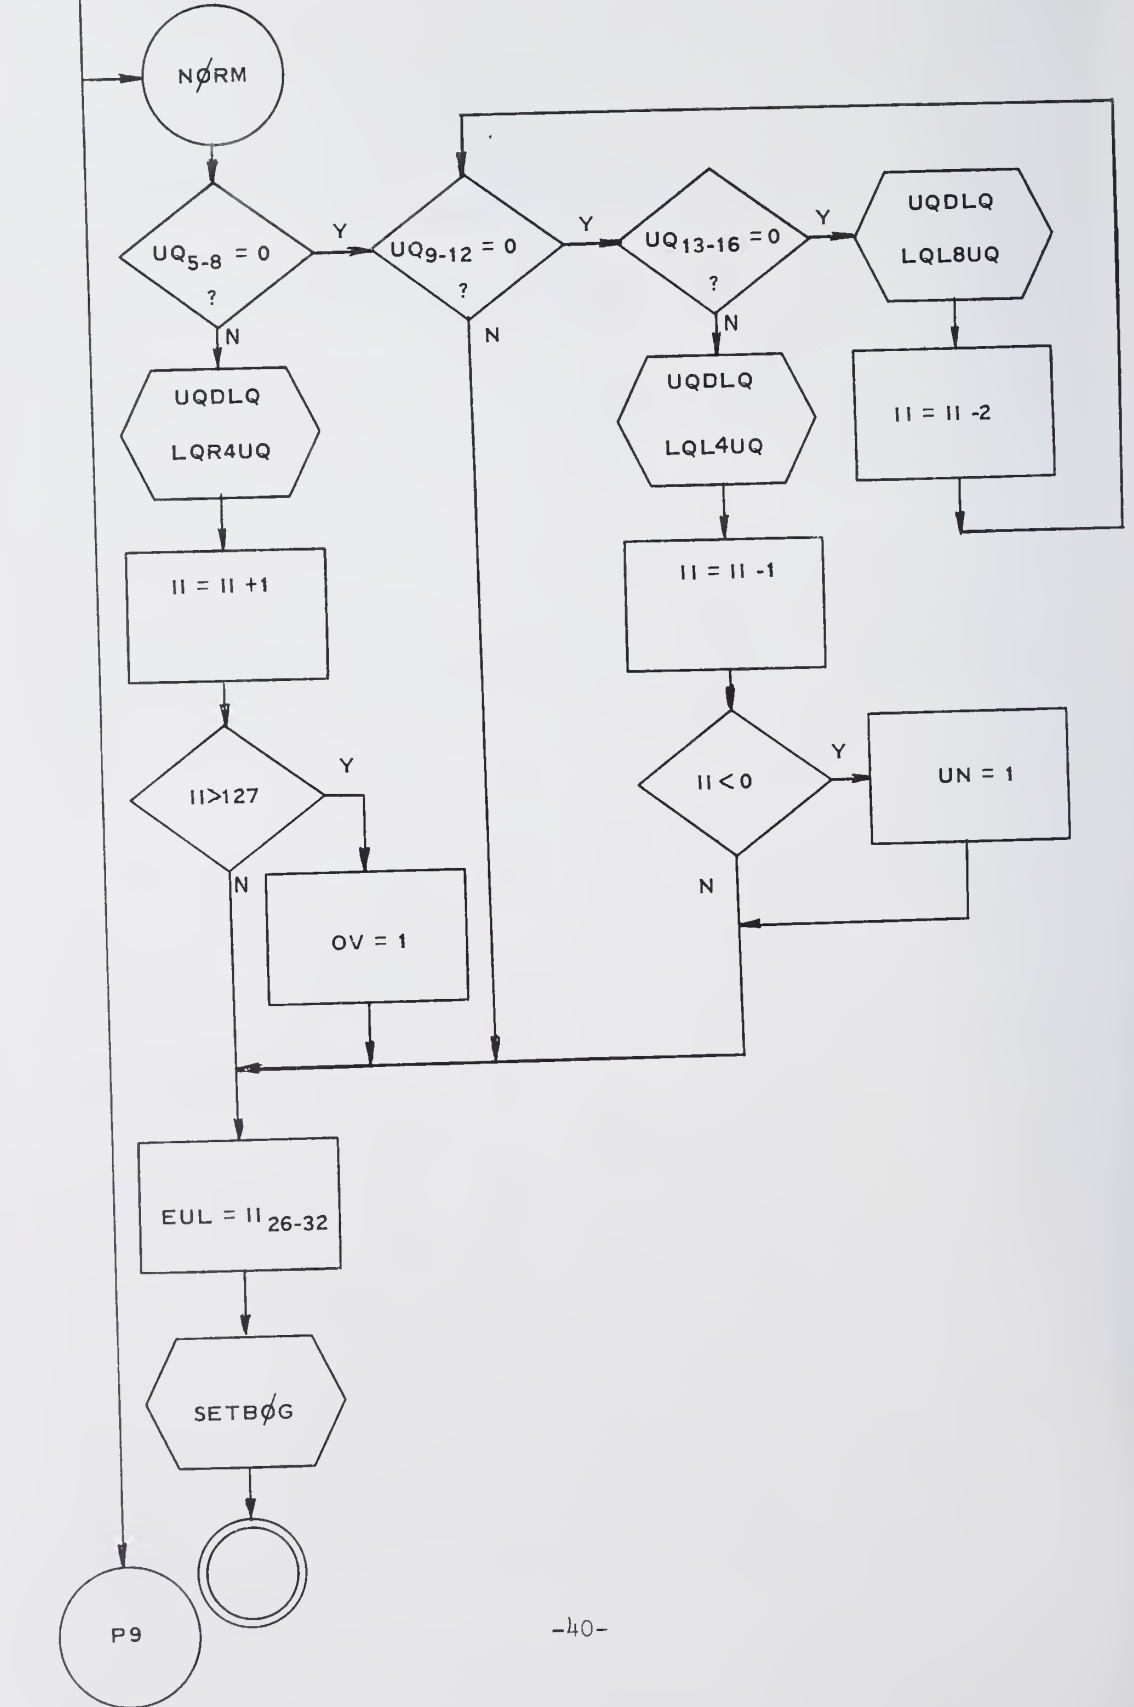 NØRM
UQ5-8 = 0
?
Y
N
UQ9-12 = 0
?
Y
N
UQ13-16 = 0
?
Y
N
UQDLQ
LQL8UQ
II = II -2
UQDLQ
LQR4UQ
UQDLQ
LQL4UQ
II = II +1
II = II -1
II>127
Y
N
II<0
Y
N
UN = 1
OV = 1
EUL = II26-32
SETBØG
P9
-40-